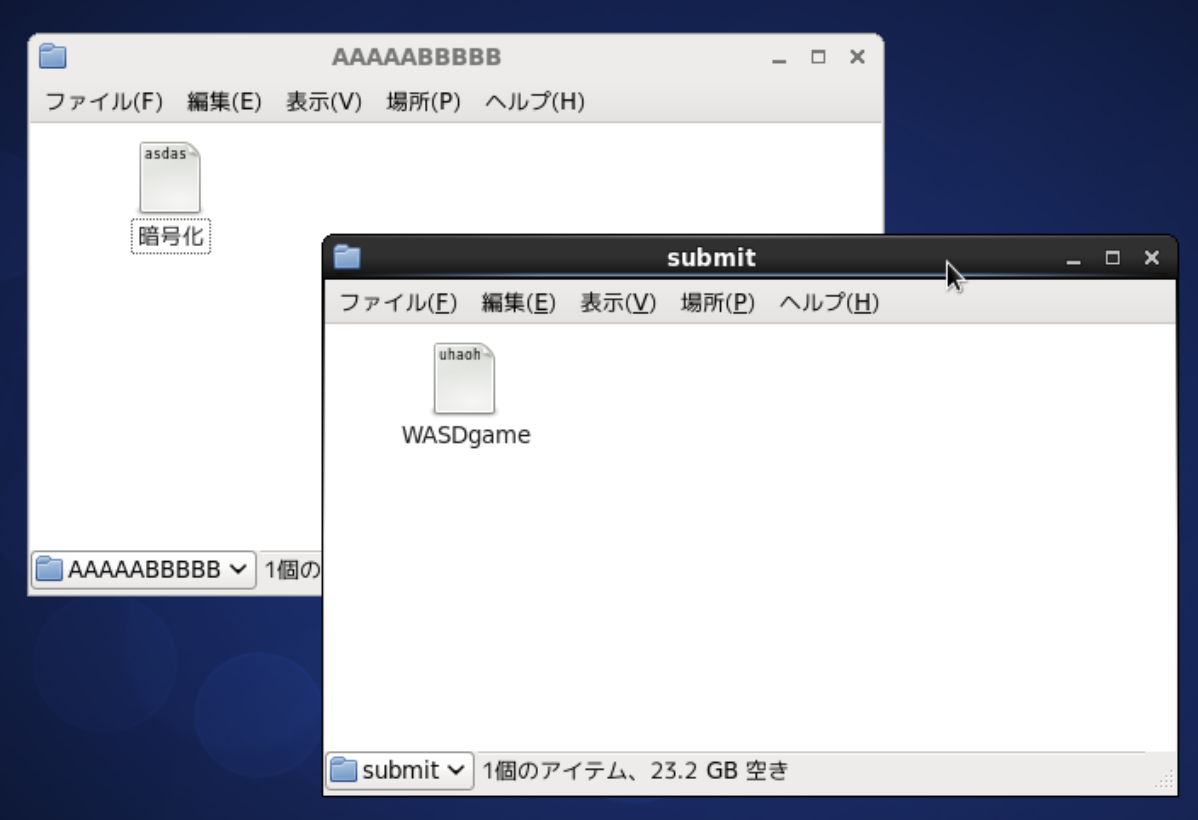 AAAAABBBBB
ファイル(F) 編集(E) 表示(V) 場所(P) ヘルプ(H)
asdas
暗号化
AAAAABBBBB 1個の
submit
ファイル(F) 編集(E) 表示(V) 場所(P) ヘルプ(H)
uhaoh
WASDgame
submit 1個のアイテム、23.2 GB 空き